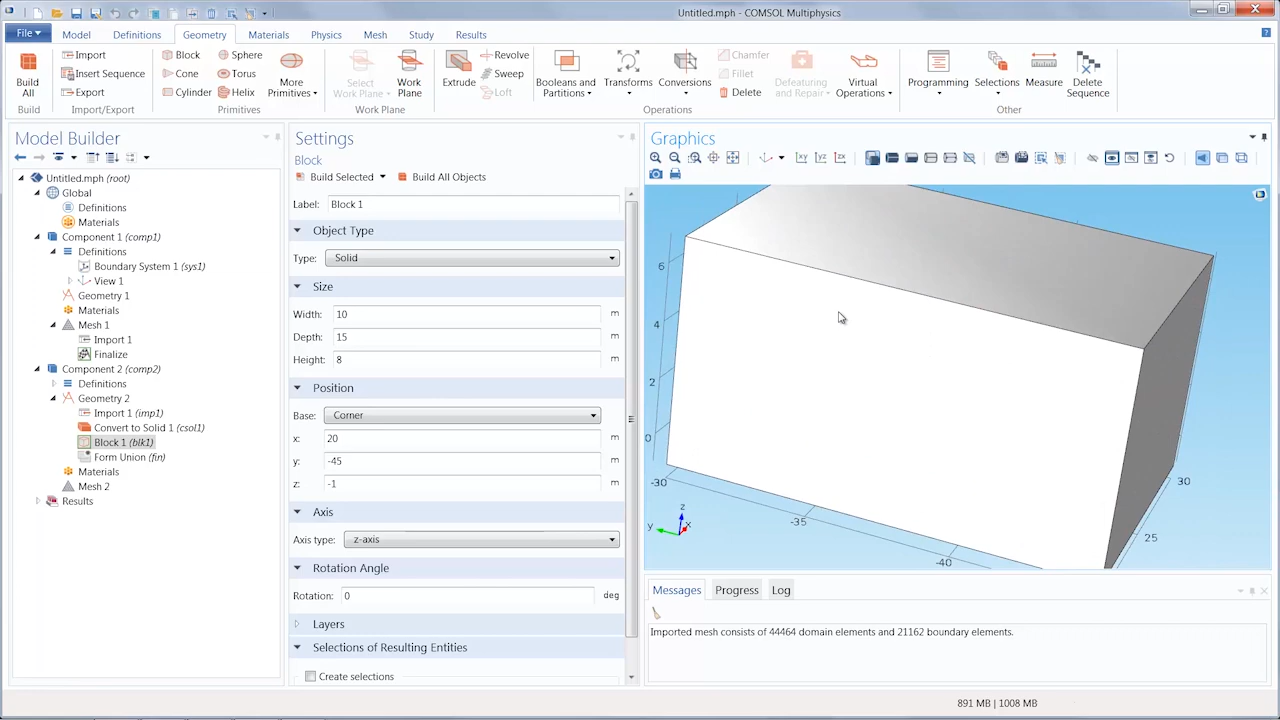 Untitled.mph - COMSOL Multiphysics
File▾ Model Definitions Geometry Materials Physics Mesh Study Results
Build All
Build
Import
Insert Sequence
Export
Import/Export
Block Sphere
Cone Torus
Cylinder Helix
More Primitives
Primitives
Select Work Plane
Work Plane
Work Plane
Extrude
Revolve
Sweep
Loft
Booleans and Partitions
Transforms
Conversions
Chamfer
Fillet
Delete
Defeaturing and Repair
Virtual Operations
Operations
Programming
Selections
Measure
Delete Sequence
Other
Model Builder
Untitled.mph (root)
Global
Definitions
Materials
Component 1 (comp1)
Definitions
Boundary System 1 (sys1)
View 1
Geometry 1
Materials
Mesh 1
Import 1
Finalize
Component 2 (comp2)
Definitions
Geometry 2
Import 1 (imp1)
Convert to Solid 1 (csol1)
Block 1 (blk1)
Form Union (fin)
Materials
Mesh 2
Results
Settings
Block
Build Selected Build All Objects
Label: Block 1
Object Type
Type: Solid
Size
Width: 10 m
Depth: 15 m
Height: 8 m
Position
Base: Corner
x: 20 m
y: -45 m
z: -1 m
Axis
Axis type: z-axis
Rotation Angle
Rotation: 0 deg
Layers
Selections of Resulting Entities
Create selections
Graphics
xy yz zx
6
4
2
0
-30
-35
-40
30
25
z
y x
Messages Progress Log
Imported mesh consists of 44464 domain elements and 21162 boundary elements.
891 MB | 1008 MB